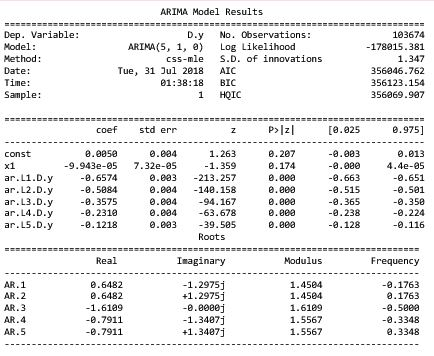 ARIMA Model Results
==============================================================================
Dep. Variable: D.y No. Observations: 103674
Model: ARIMA(5, 1, 0) Log Likelihood -178015.381
Method: css-mle S.D. of innovations 1.347
Date: Tue, 31 Jul 2018 AIC 356046.762
Time: 01:38:18 BIC 356123.154
Sample: 1 HQIC 356069.907
==============================================================================
coef std err z P>|z| [0.025 0.975]
------------------------------------------------------------------------------
const 0.0050 0.004 1.263 0.207 -0.003 0.013
x1 -9.943e-05 7.32e-05 -1.359 0.174 -0.000 4.4e-05
ar.L1.D.y -0.6574 0.003 -213.257 0.000 -0.663 -0.651
ar.L2.D.y -0.5084 0.004 -140.158 0.000 -0.515 -0.501
ar.L3.D.y -0.3575 0.004 -94.167 0.000 -0.365 -0.350
ar.L4.D.y -0.2310 0.004 -63.678 0.000 -0.238 -0.224
ar.L5.D.y -0.1218 0.003 -39.505 0.000 -0.128 -0.116
Roots
==============================================================================
Real Imaginary Modulus Frequency
------------------------------------------------------------------------------
AR.1 0.6482 -1.2975j 1.4504 -0.1763
AR.2 0.6482 +1.2975j 1.4504 0.1763
AR.3 -1.6109 -0.0000j 1.6109 -0.5000
AR.4 -0.7911 -1.3407j 1.5567 -0.3348
AR.5 -0.7911 +1.3407j 1.5567 0.3348
------------------------------------------------------------------------------